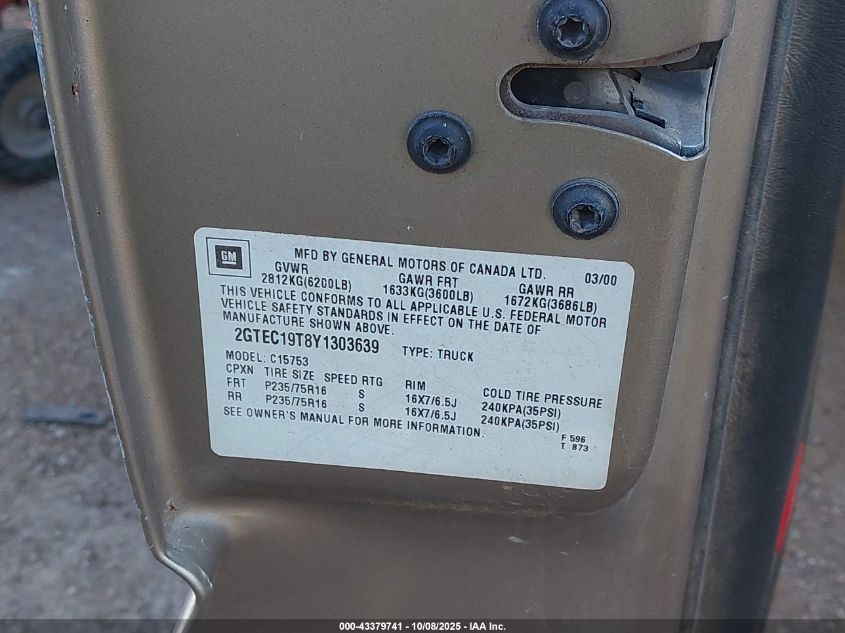 GM
MFD BY GENERAL MOTORS OF CANADA LTD. 03/00
GVWR GAWR FRT GAWR RR
2812KG(6200LB) 1633KG(3600LB) 1672KG(3686LB)
THIS VEHICLE CONFORMS TO ALL APPLICABLE U.S. FEDERAL MOTOR
VEHICLE SAFETY STANDARDS IN EFFECT ON THE DATE OF
MANUFACTURE SHOWN ABOVE.
2GTEC19T8Y1303639 TYPE: TRUCK
MODEL: C15753
CPXN TIRE SIZE SPEED RTG RIM COLD TIRE PRESSURE
FRT P235/75R16 S 16X7/6.5J 240KPA(35PSI)
RR P235/75R16 S 16X7/6.5J 240KPA(35PSI)
SEE OWNER'S MANUAL FOR MORE INFORMATION.
F 596
T 873
000-43379741 | 10/08/2025 - IAA Inc.